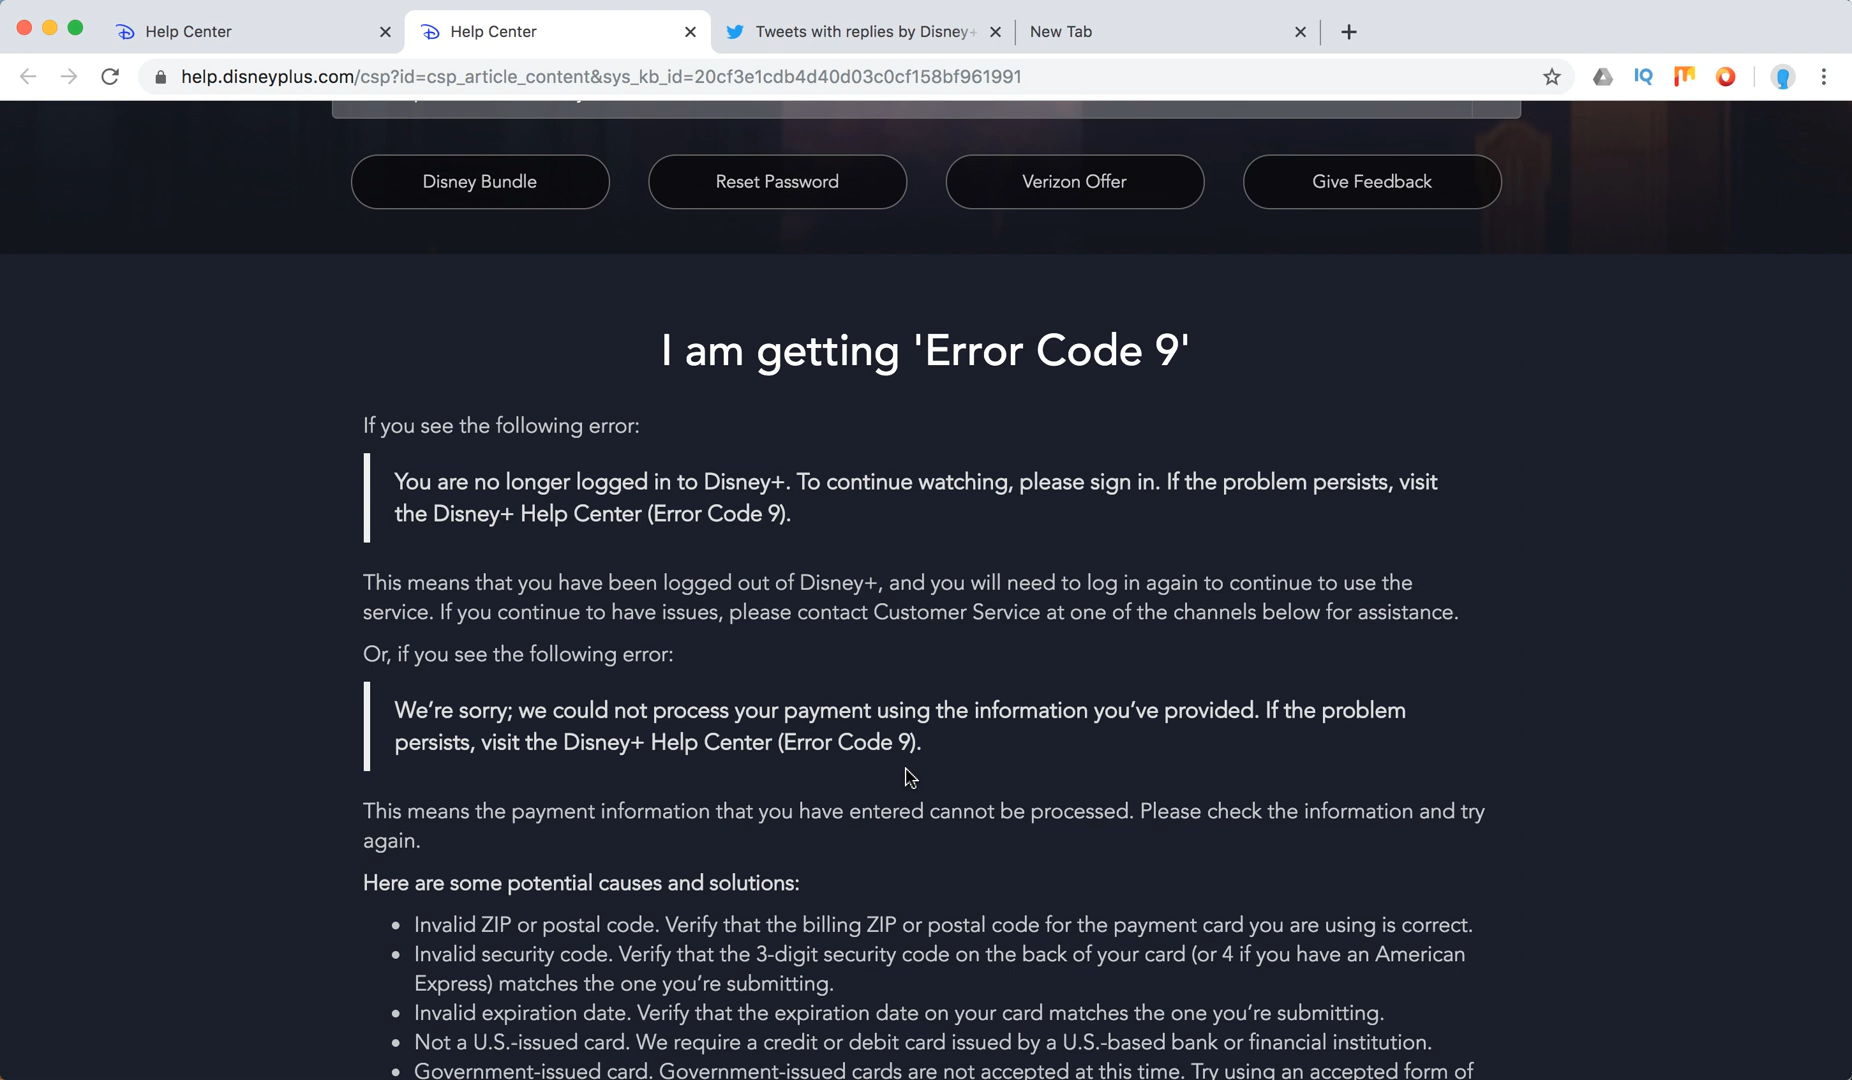 Help Center
Help Center
Tweets with replies by Disney+
New Tab
help.disneyplus.com/csp?id=csp_article_content&sys_kb_id=20cf3e1cdb4d40d03c0cf158bf961991
IQ
Disney Bundle
Reset Password
Verizon Offer
Give Feedback
I am getting 'Error Code 9'
If you see the following error:
You are no longer logged in to Disney+. To continue watching, please sign in. If the problem persists, visit
the Disney+ Help Center (Error Code 9).
This means that you have been logged out of Disney+, and you will need to log in again to continue to use the
service. If you continue to have issues, please contact Customer Service at one of the channels below for assistance.
Or, if you see the following error:
We're sorry; we could not process your payment using the information you've provided. If the problem
persists, visit the Disney+ Help Center (Error Code 9).
This means the payment information that you have entered cannot be processed. Please check the information and try
again.
Here are some potential causes and solutions:
• Invalid ZIP or postal code. Verify that the billing ZIP or postal code for the payment card you are using is correct.
• Invalid security code. Verify that the 3-digit security code on the back of your card (or 4 if you have an American
Express) matches the one you're submitting.
• Invalid expiration date. Verify that the expiration date on your card matches the one you're submitting.
• Not a U.S.-issued card. We require a credit or debit card issued by a U.S.-based bank or financial institution.
• Government-issued card. Government-issued cards are not accepted at this time. Try using an accepted form of